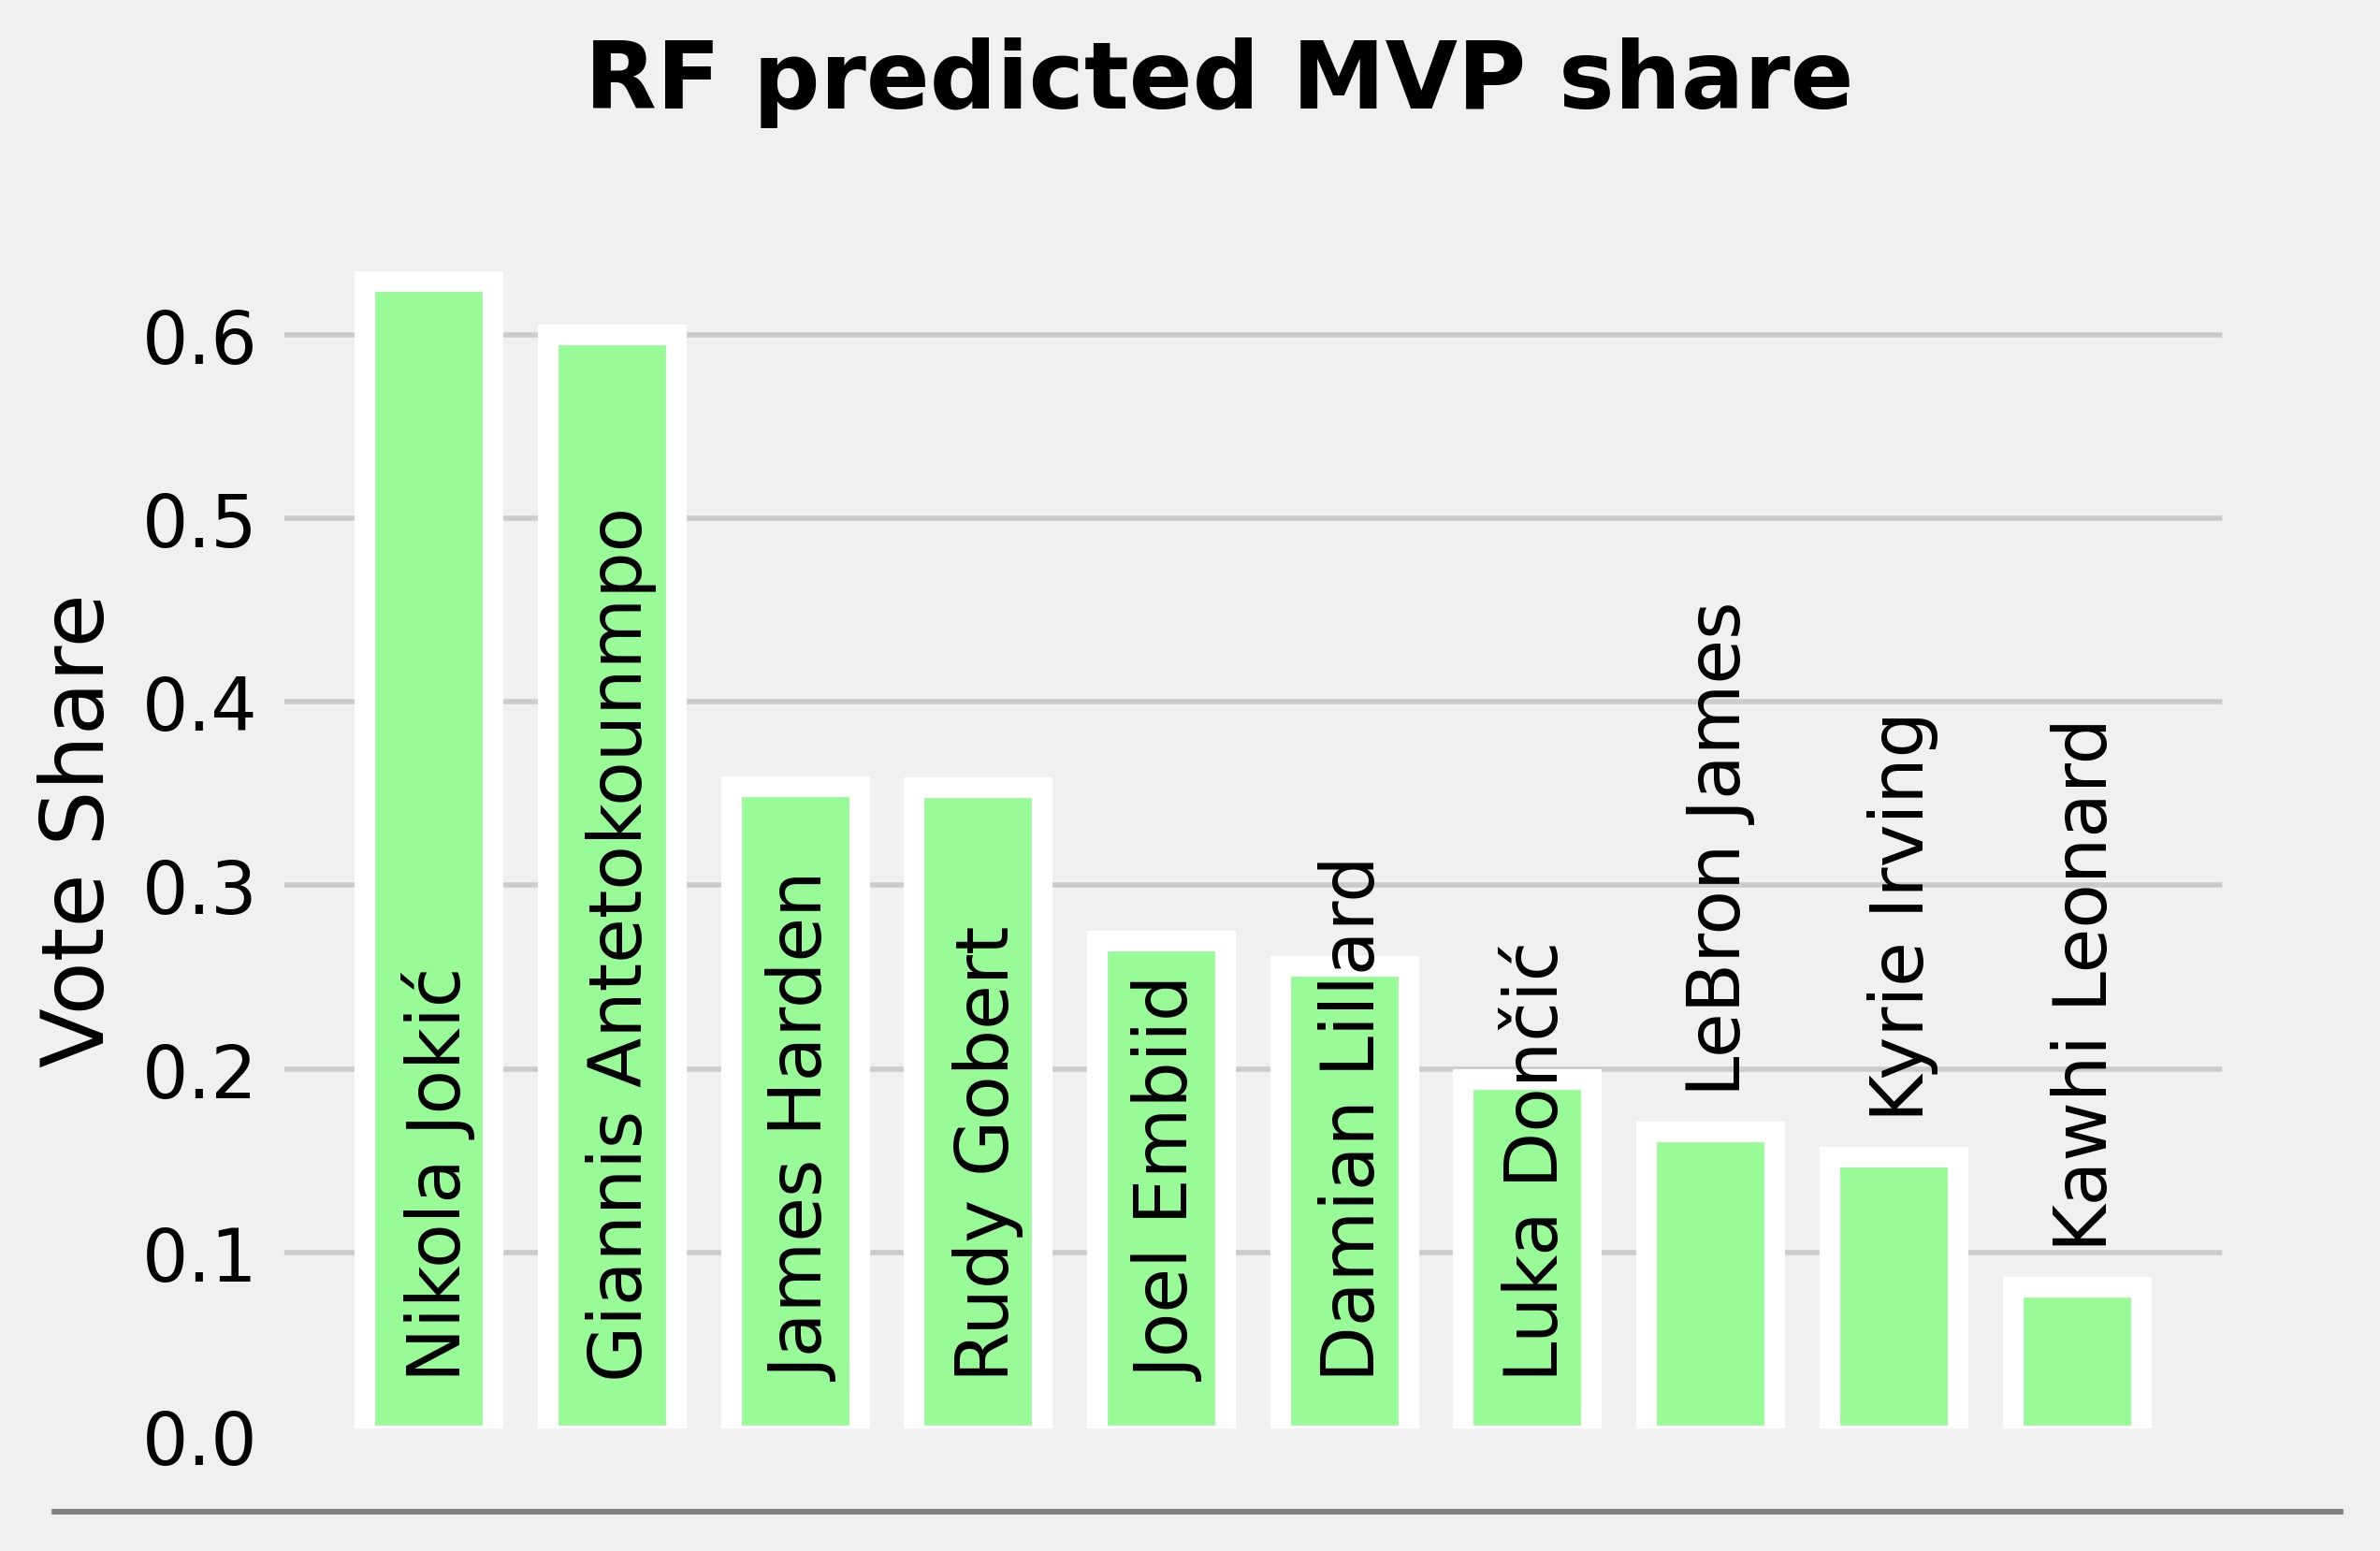 RF predicted MVP share
Vote Share
0.6
0.5
0.4
0.3
0.2
0.1
0.0
Nikola Jokić
Giannis Antetokounmpo
James Harden
Rudy Gobert
Joel Embiid
Damian Lillard
Luka Dončić
LeBron James
Kyrie Irving
Kawhi Leonard